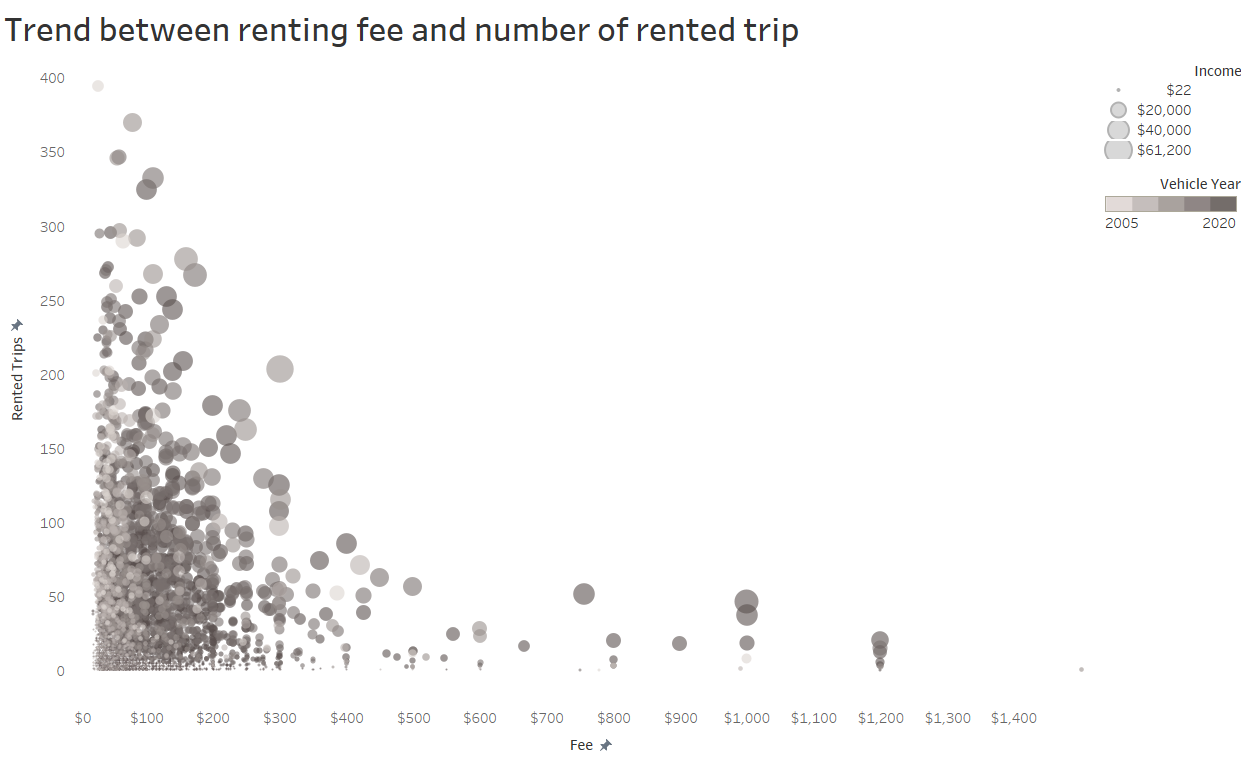 Trend between renting fee and number of rented trip
Income
$22
$20,000
$40,000
$61,200
Vehicle Year
2005 2020
400
350
300
250
200
150
100
50
0
Rented Trips
$0 $100 $200 $300 $400 $500 $600 $700 $800 $900 $1,000 $1,100 $1,200 $1,300 $1,400
Fee